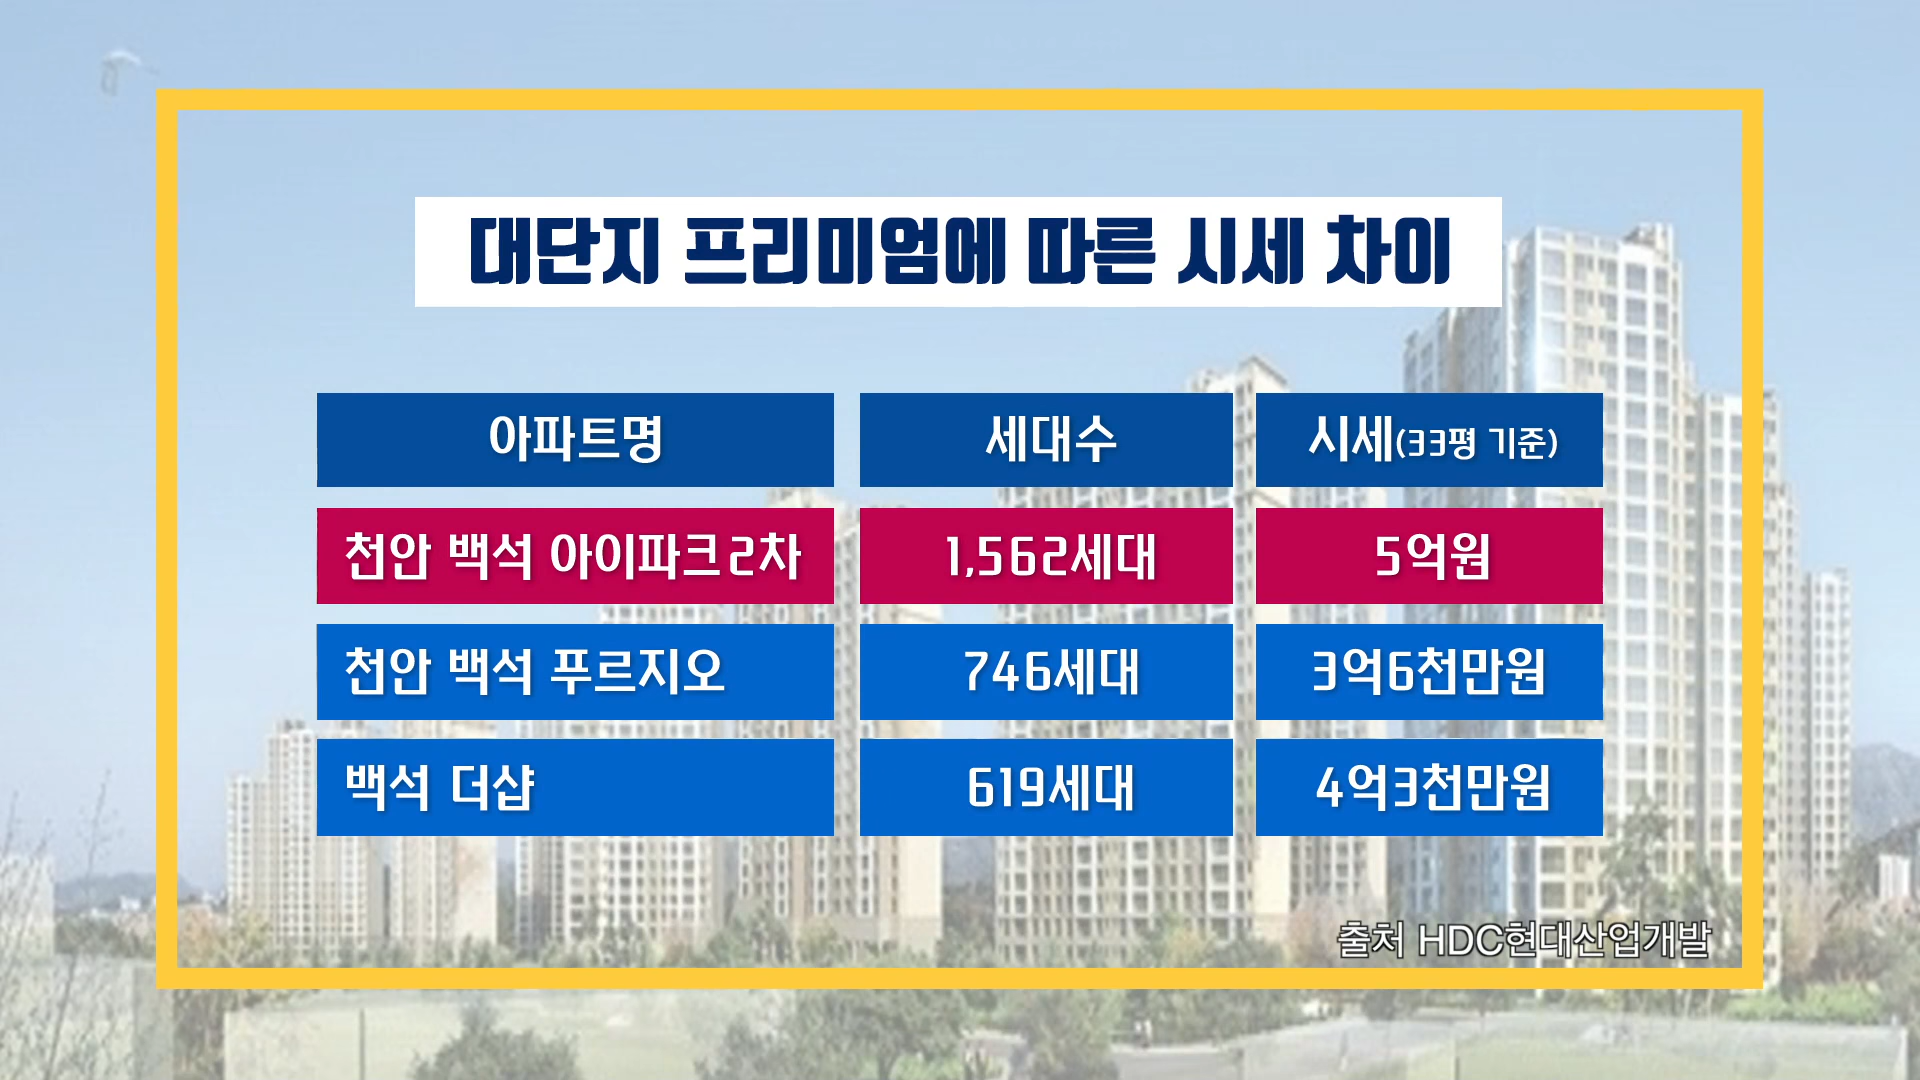 대단지 프리미엄에 따른 시세 차이
아파트명 세대수 시세(33평 기준)
천안 백석 아이파크2차 1,562세대 5억원
천안 백석 푸르지오 746세대 3억6천만원
백석 더샵 619세대 4억3천만원
출처 HDC현대산업개발